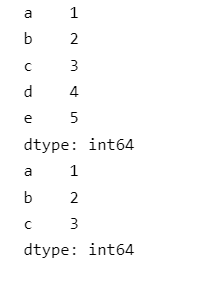 a    1
b    2
c    3
d    4
e    5
dtype: int64
a    1
b    2
c    3
dtype: int64